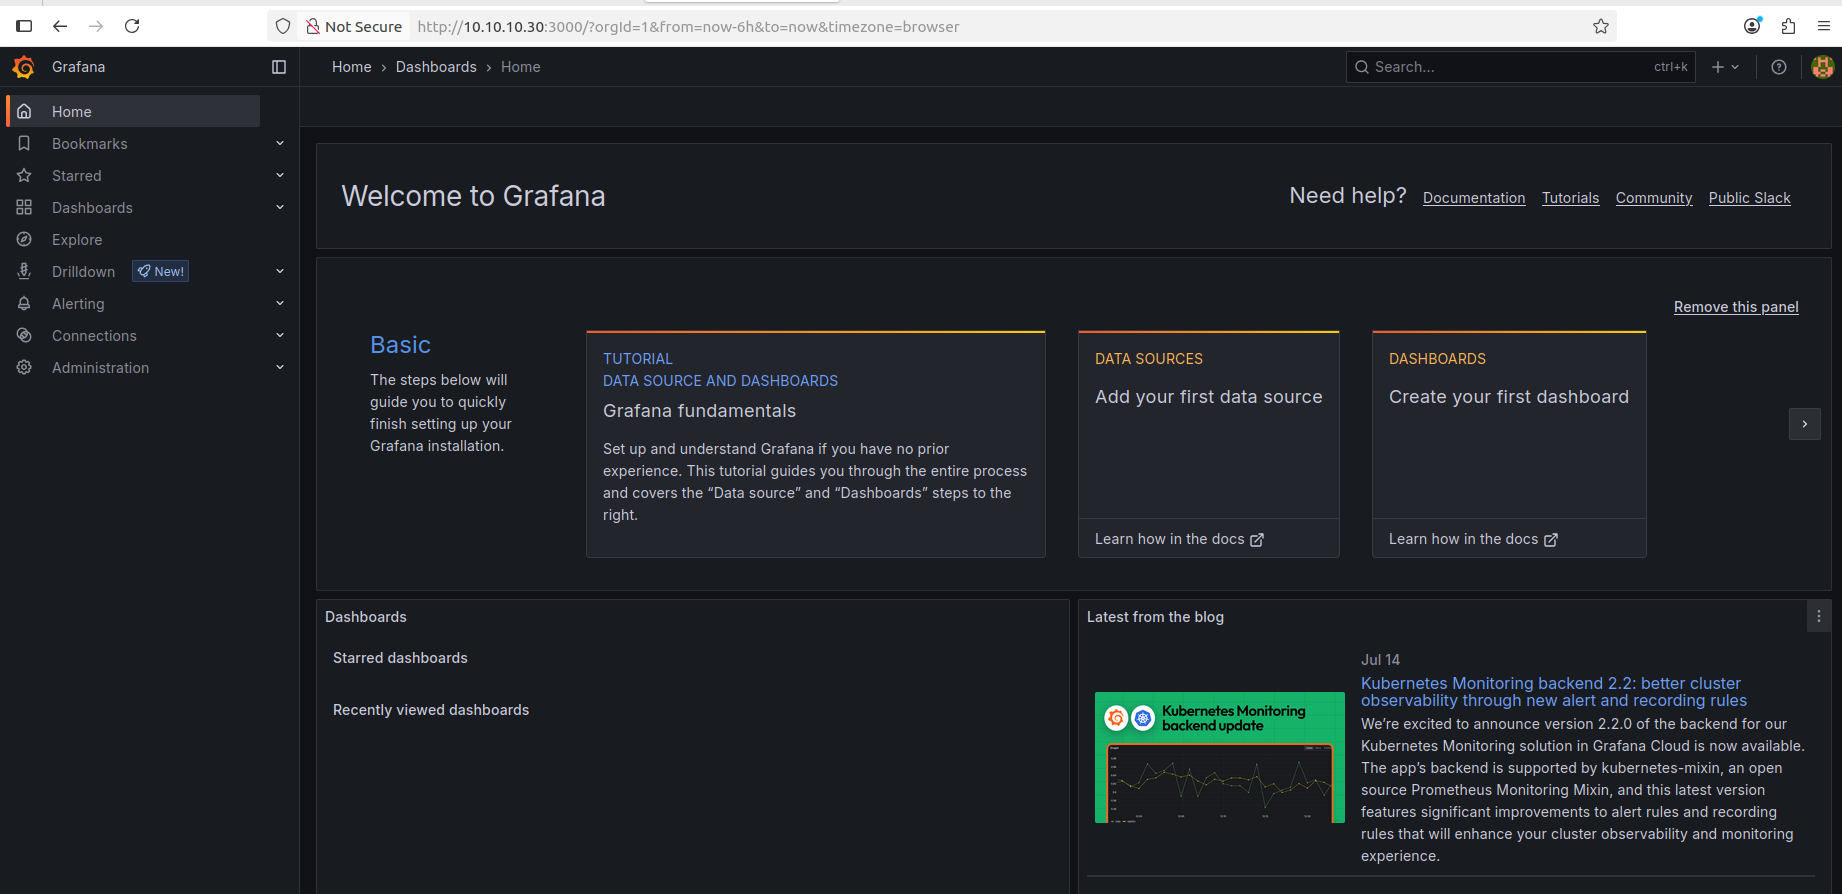 Not Secure http://10.10.10.30:3000/?orgId=1&from=now-6h&to=now&timezone=browser
Grafana
Home › Dashboards › Home
Search...
ctrl+k
Home
Bookmarks
Starred
Dashboards
Explore
Drilldown New!
Alerting
Connections
Administration
Welcome to Grafana
Need help? Documentation Tutorials Community Public Slack
Remove this panel
Basic
The steps below will
guide you to quickly
finish setting up your
Grafana installation.
TUTORIAL
DATA SOURCE AND DASHBOARDS
Grafana fundamentals
Set up and understand Grafana if you have no prior
experience. This tutorial guides you through the entire process
and covers the “Data source” and “Dashboards” steps to the
right.
DATA SOURCES
Add your first data source
Learn how in the docs
DASHBOARDS
Create your first dashboard
Learn how in the docs
Dashboards
Starred dashboards
Recently viewed dashboards
Latest from the blog
Kubernetes Monitoring
backend update
Jul 14
Kubernetes Monitoring backend 2.2: better cluster
observability through new alert and recording rules
We’re excited to announce version 2.2.0 of the backend for our
Kubernetes Monitoring solution in Grafana Cloud is now available.
The app’s backend is supported by kubernetes-mixin, an open
source Prometheus Monitoring Mixin, and this latest version
features significant improvements to alert rules and recording
rules that will enhance your cluster observability and monitoring
experience.